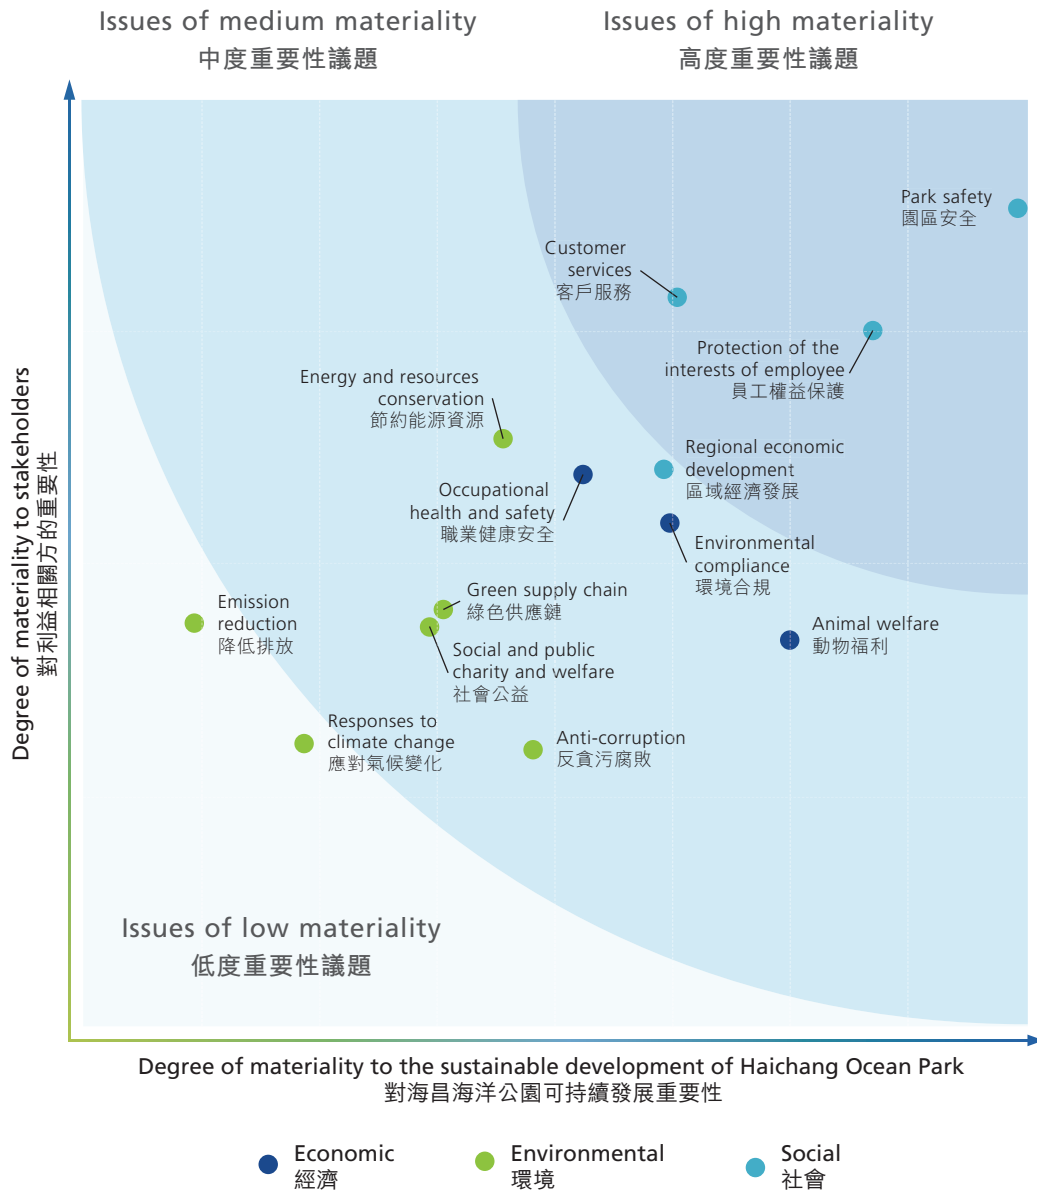 Issues of medium materiality
中度重要性議題
Issues of high materiality
高度重要性議題
Park safety
園區安全
Customer
services
客戶服務
Protection of the
interests of employee
員工權益保護
Energy and resources
conservation
節約能源資源
Regional economic
development
區域經濟發展
Occupational
health and safety
職業健康安全
Environmental
compliance
環境合規
Green supply chain
綠色供應鏈
Emission
reduction
降低排放
Animal welfare
動物福利
Social and public
charity and welfare
社會公益
Responses to
climate change
應對氣候變化
Anti-corruption
反貪污腐敗
Issues of low materiality
低度重要性議題
Degree of materiality to stakeholders
對利益相關方的重要性
Degree of materiality to the sustainable development of Haichang Ocean Park
對海昌海洋公園可持續發展重要性
Economic
經濟
Environmental
環境
Social
社會